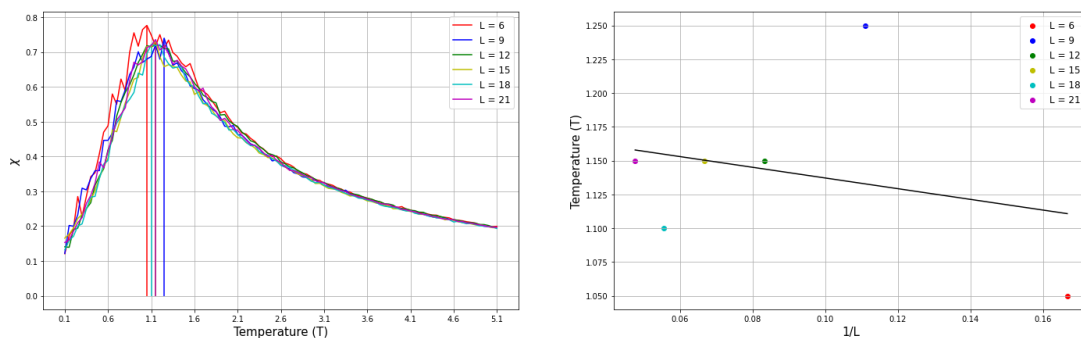 0.8
0.7
0.6
0.5
0.4
0.3
0.2
0.1
0.0
χ
0.1 0.6 1.1 1.6 2.1 2.6 3.1 3.6 4.1 4.6 5.1
Temperature (T)
L = 6
L = 9
L = 12
L = 15
L = 18
L = 21
1.250
1.225
1.200
1.175
1.150
1.125
1.100
1.075
1.050
Temperature (T)
0.06 0.08 0.10 0.12 0.14 0.16
1/L
L = 6
L = 9
L = 12
L = 15
L = 18
L = 21